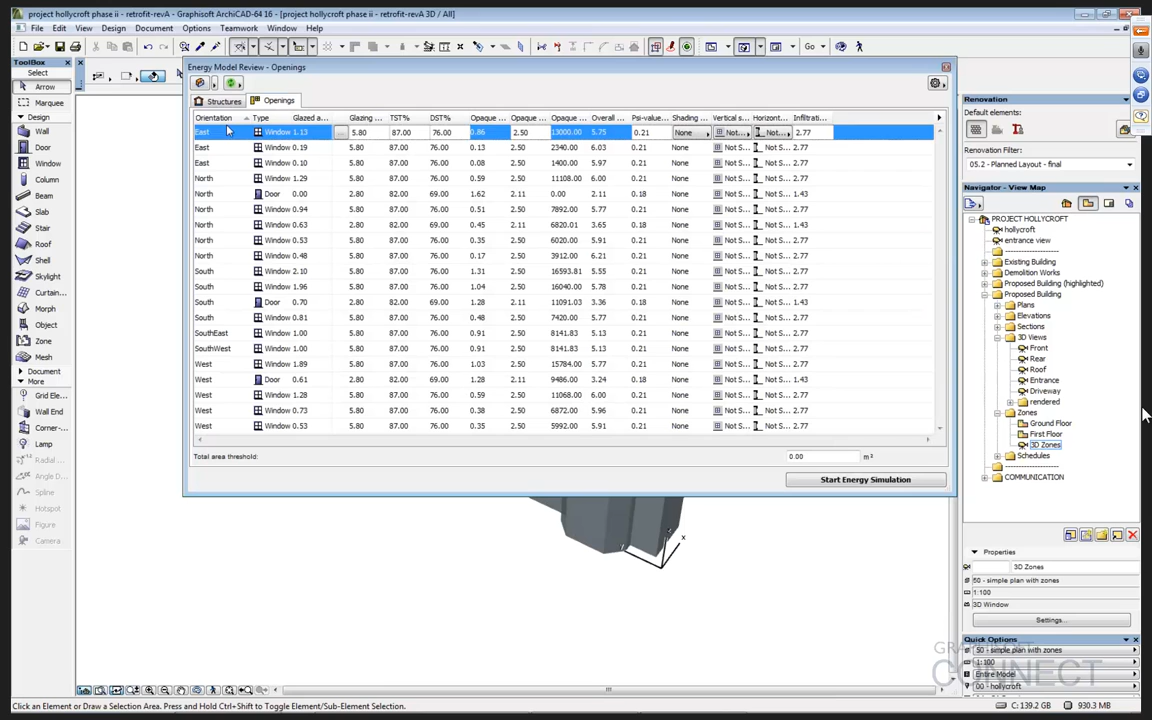 project hollycroft phase ii - retrofit-revA - Graphisoft ArchiCAD-64 16 - [project hollycroft phase ii - retrofit-revA 3D / All]
File Edit View Design Document Options Teamwork Window Help
Go
ToolBox
Select
Arrow
Marquee
Design
Wall
Door
Window
Column
Beam
Slab
Stair
Roof
Shell
Skylight
Curtain...
Morph
Object
Zone
Mesh
Document
More
Grid Ele...
Wall End
Corner-...
Lamp
Radial ...
Angle D...
Spline
Hotspot
Figure
Camera
Energy Model Review - Openings
Structures Openings
Orientation Type Glazed a... Glazing ... TST% DST% Opaque ... Opaque ... Opaque ... Overall ... Psi-value... Shading ... Vertical s... Horizont... Infiltrati...
East Window 1.13 ... 5.80 87.00 76.00 0.86 2.50 13000.00 5.75 0.21 None Not... Not... 2.77
East Window 0.19 5.80 87.00 76.00 0.13 2.50 2340.00 6.03 0.21 None Not S... Not S... 2.77
East Window 0.10 5.80 87.00 76.00 0.08 2.50 1400.00 5.97 0.21 None Not S... Not S... 2.77
North Window 1.29 5.80 87.00 76.00 0.59 2.50 11108.00 6.00 0.21 None Not S... Not S... 2.77
North Door 0.00 2.80 82.00 69.00 1.62 2.11 0.00 2.11 0.18 None Not S... Not S... 1.43
North Window 0.94 5.80 87.00 76.00 0.51 2.50 7892.00 5.77 0.21 None Not S... Not S... 2.77
North Window 0.63 2.80 82.00 69.00 0.45 2.11 6820.01 3.65 0.18 None Not S... Not S... 1.43
North Window 0.53 5.80 87.00 76.00 0.35 2.50 6020.00 5.91 0.21 None Not S... Not S... 2.77
North Window 0.48 5.80 87.00 76.00 0.17 2.50 3912.00 6.21 0.21 None Not S... Not S... 2.77
South Window 2.10 5.80 87.00 76.00 1.31 2.50 16593.81 5.55 0.21 None Not S... Not S... 2.77
South Window 1.96 5.80 87.00 76.00 1.04 2.50 16040.00 5.78 0.21 None Not S... Not S... 2.77
South Door 0.70 2.80 82.00 69.00 1.28 2.11 11091.03 3.36 0.18 None Not S... Not S... 1.43
South Window 0.81 5.80 87.00 76.00 0.48 2.50 7420.00 5.77 0.21 None Not S... Not S... 2.77
SouthEast Window 1.00 5.80 87.00 76.00 0.91 2.50 8141.83 5.13 0.21 None Not S... Not S... 2.77
SouthWest Window 1.00 5.80 87.00 76.00 0.91 2.50 8141.83 5.13 0.21 None Not S... Not S... 2.77
West Window 1.89 5.80 87.00 76.00 1.03 2.50 15784.00 5.77 0.21 None Not S... Not S... 2.77
West Door 0.61 2.80 82.00 69.00 1.28 2.11 9486.00 3.24 0.18 None Not S... Not S... 1.43
West Window 1.28 5.80 87.00 76.00 0.59 2.50 11068.00 6.00 0.21 None Not S... Not S... 2.77
West Window 0.73 5.80 87.00 76.00 0.38 2.50 6872.00 5.96 0.21 None Not S... Not S... 2.77
West Window 0.53 5.80 87.00 76.00 0.35 2.50 5992.00 5.91 0.21 None Not S... Not S... 2.77
Total area threshold: 0.00 m²
Start Energy Simulation
x
Renovation
Default elements:
Renovation Filter:
05.2 - Planned Layout - final
Navigator - View Map
PROJECT HOLLYCROFT
hollycroft
entrance view
--------------------
Existing Building
Demolition Works
Proposed Building (highlighted)
Proposed Building
Plans
Elevations
Sections
3D Views
Front
Rear
Roof
Entrance
Driveway
rendered
Zones
Ground Floor
First Floor
3D Zones
Schedules
--------------------
COMMUNICATION
Properties
3D Zones
50 - simple plan with zones
1:100
3D Window
Settings...
Quick Options
50 - simple plan with zones
1:100
Entire Model
00 - hollycroft
GRAPHISOFT
CONNECT
Click an Element or Draw a Selection Area. Press and Hold Ctrl+Shift to Toggle Element/Sub-Element Selection.
C: 139.2 GB 930.3 MB